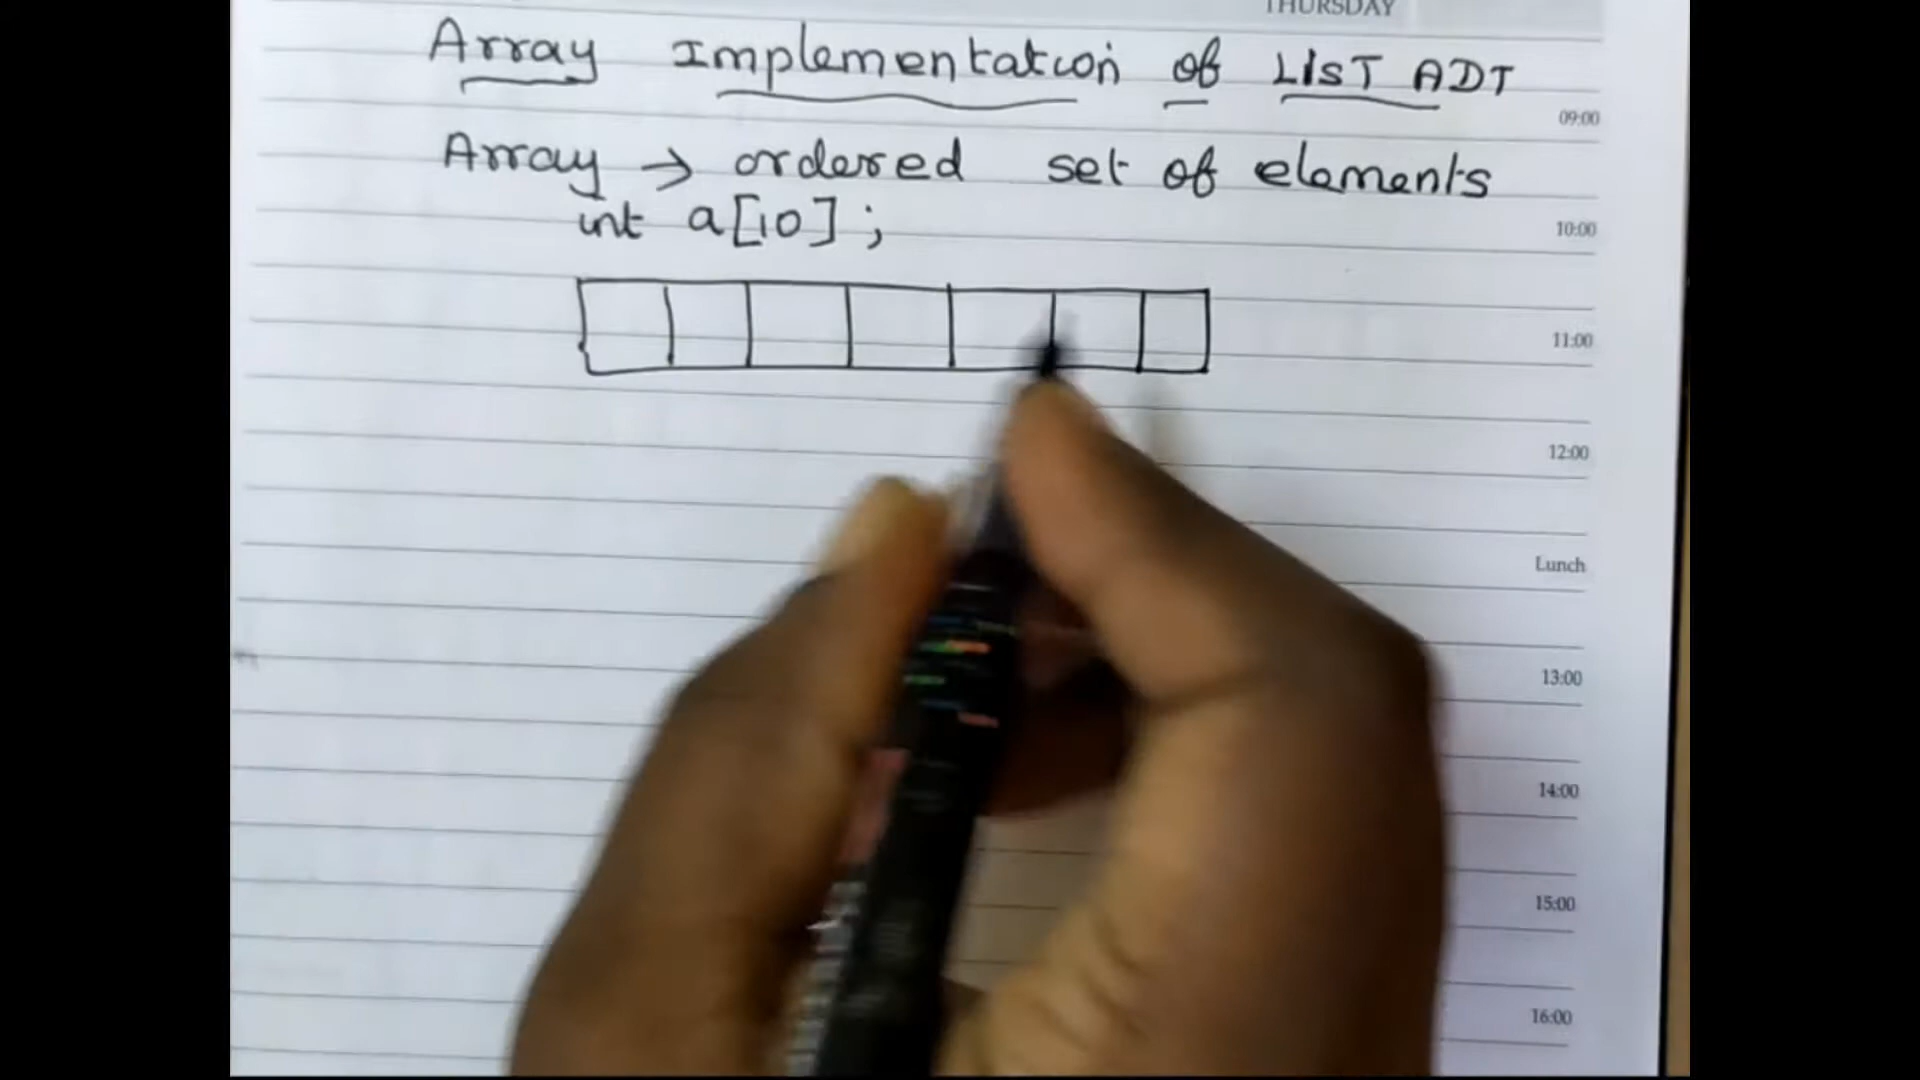 THURSDAY
Array Implementation of LIST ADT
09:00
Array → ordered set of elements
int a[10];
10:00
11:00
12:00
Lunch
13:00
14:00
15:00
16:00